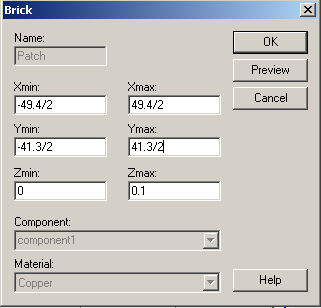 Brick
Name:
Patch
OK
Preview
Cancel
Xmin:
Xmax:
-49.4/2
49.4/2
Ymin:
Ymax:
-41.3/2
41.3/2
Zmin:
Zmax:
0
0.1
Component:
component1
Material:
Copper
Help